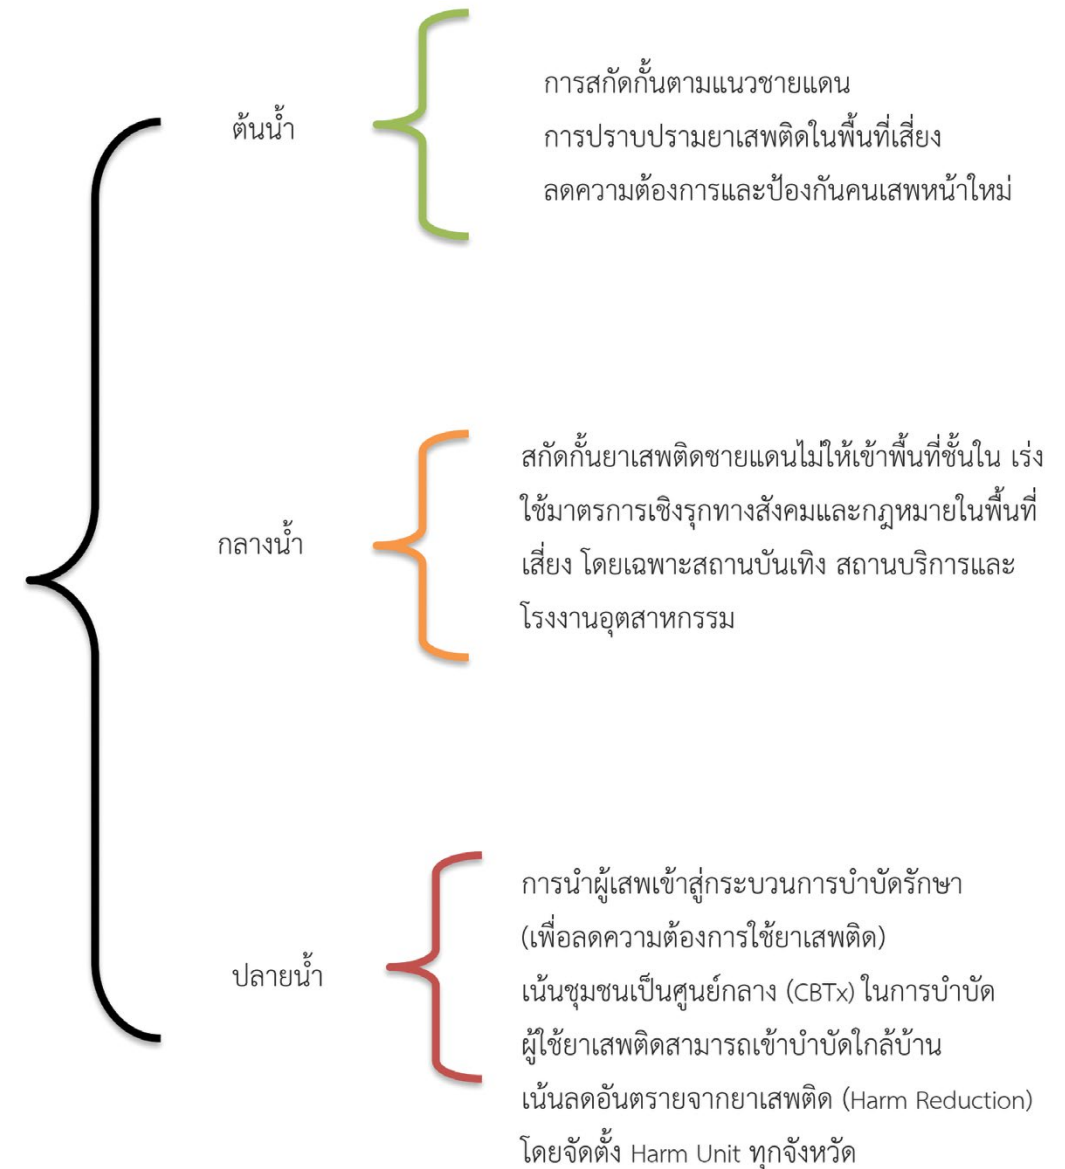 ต้นน้ำ
การสกัดกั้นตามแนวชายแดน
การปราบปรามยาเสพติดในพื้นที่เสี่ยง
ลดความต้องการและป้องกันคนเสพหน้าใหม่
กลางน้ำ
สกัดกั้นยาเสพติดชายแดนไม่ให้เข้าพื้นที่ชั้นใน เร่ง
ใช้มาตรการเชิงรุกทางสังคมและกฎหมายในพื้นที่
เสี่ยง โดยเฉพาะสถานบันเทิง สถานบริการและ
โรงงานอุตสาหกรรม
ปลายน้ำ
การนำผู้เสพเข้าสู่กระบวนการบำบัดรักษา
(เพื่อลดความต้องการใช้ยาเสพติด)
เน้นชุมชนเป็นศูนย์กลาง (CBTx) ในการบำบัด
ผู้ใช้ยาเสพติดสามารถเข้าบำบัดใกล้บ้าน
เน้นลดอันตรายจากยาเสพติด (Harm Reduction)
โดยจัดตั้ง Harm Unit ทุกจังหวัด